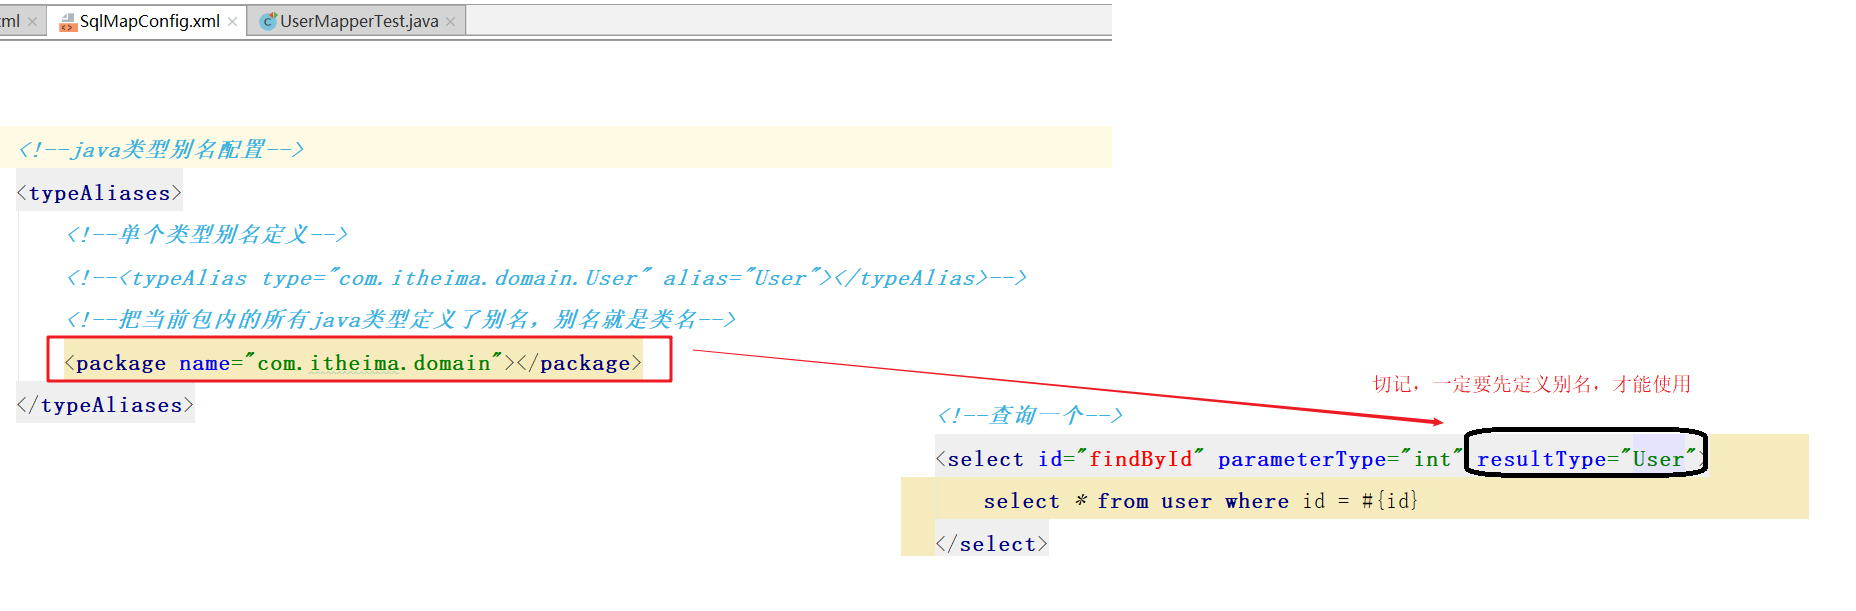 ml SqlMapConfig.xml UserMapperTest.java
<!--java类型别名配置-->
<typeAliases>
<!--单个类型别名定义-->
<!--<typeAlias type="com.itheima.domain.User" alias="User"></typeAlias>-->
<!--把当前包内的所有java类型定义了别名，别名就是类名-->
<package name="com.itheima.domain"></package>
</typeAliases>
切记，一定要先定义别名，才能使用
<!--查询一个-->
<select id="findById" parameterType="int" resultType="User">
select * from user where id = #{id}
</select>